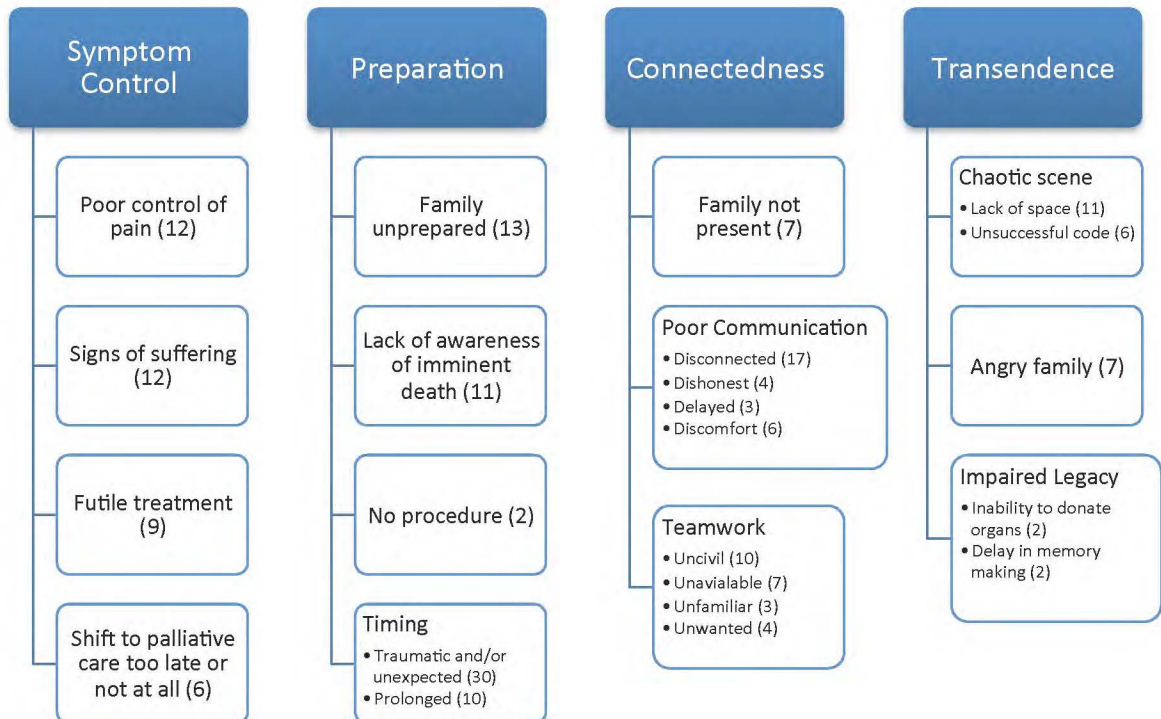 Symptom
Control
Poor control of
pain (12)
Signs of suffering
(12)
Futile treatment
(9)
Shift to palliative
care too late or
not at all (6)
Preparation
Family
unprepared (13)
Lack of awareness
of imminent
death (11)
No procedure (2)
Timing
• Traumatic and/or
unexpected (30)
• Prolonged (10)
Connectedness
Family not
present (7)
Poor Communication
• Disconnected (17)
• Dishonest (4)
• Delayed (3)
• Discomfort (6)
Teamwork
• Uncivil (10)
• Unavialable (7)
• Unfamiliar (3)
• Unwanted (4)
Transendence
Chaotic scene
• Lack of space (11)
• Unsuccessful code (6)
Angry family (7)
Impaired Legacy
• Inability to donate
organs (2)
• Delay in memory
making (2)